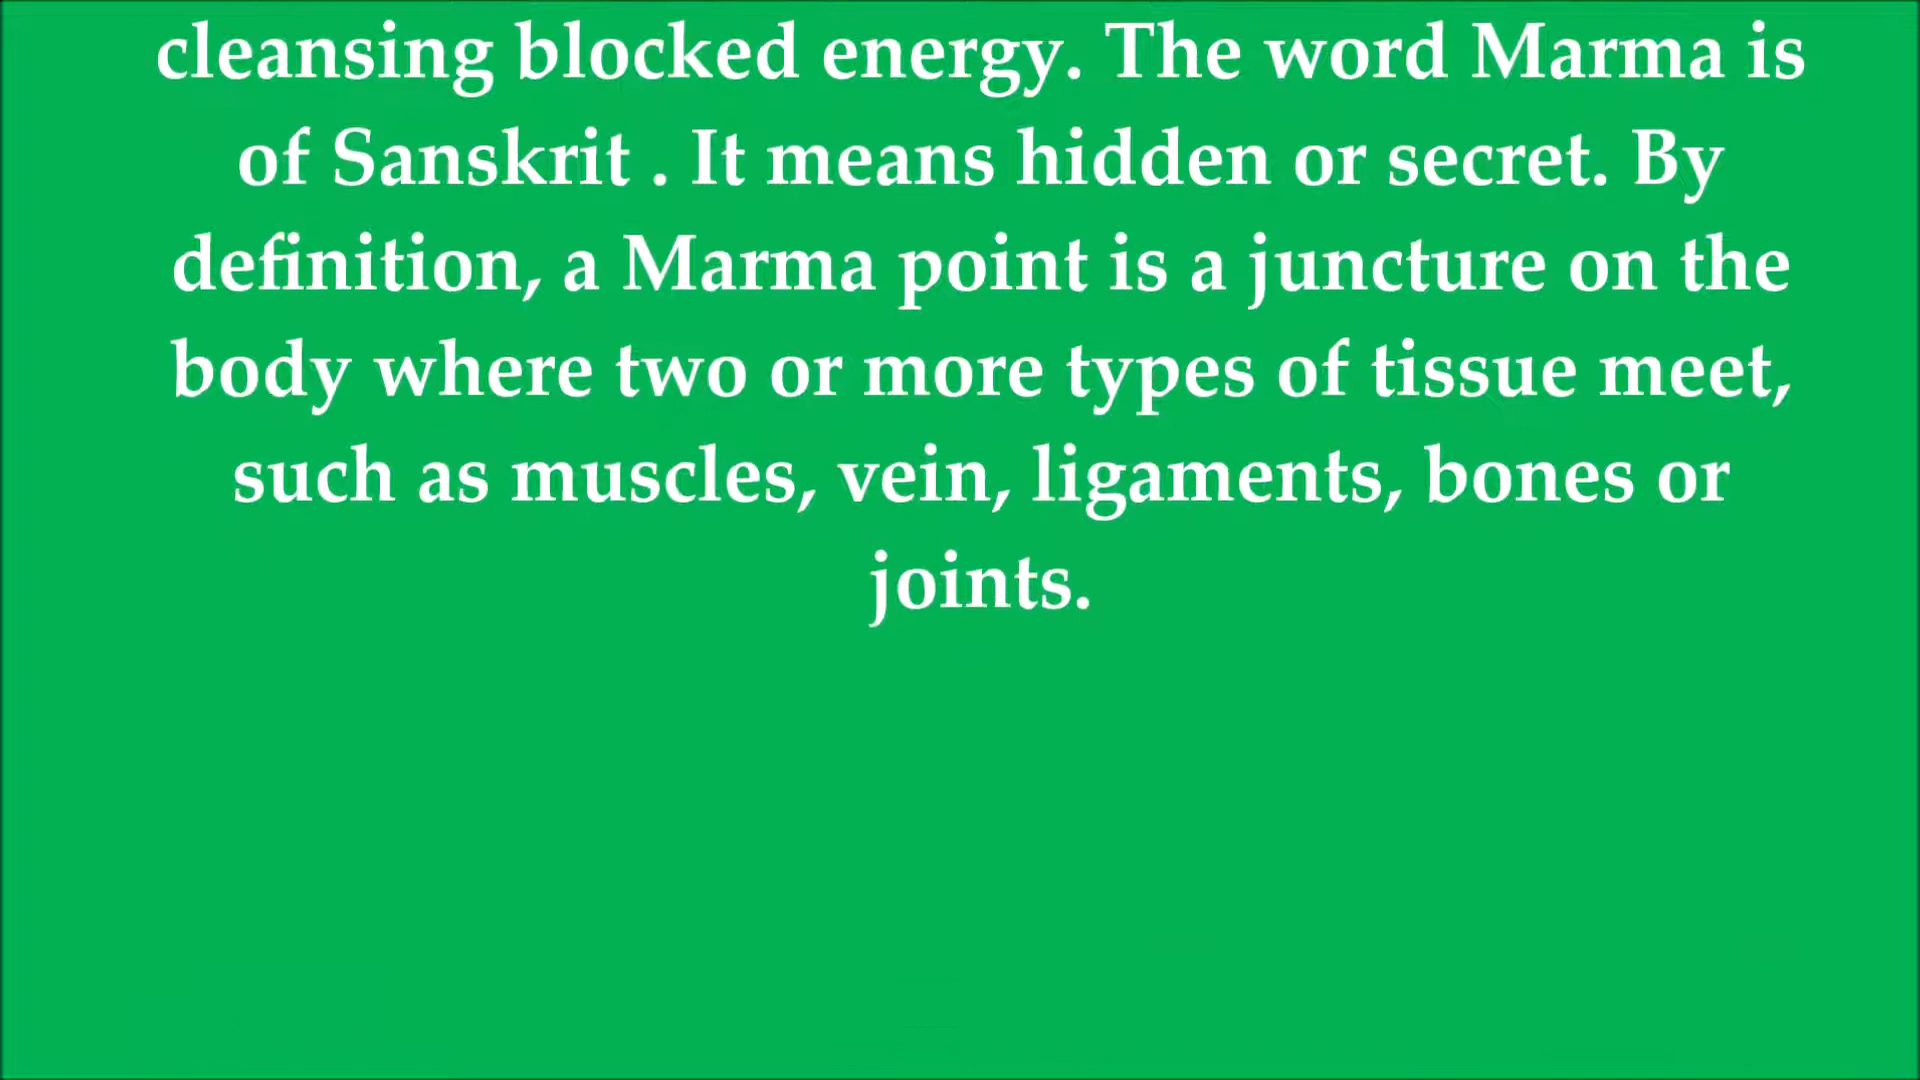 cleansing blocked energy. The word Marma is
of Sanskrit . It means hidden or secret. By
definition, a Marma point is a juncture on the
body where two or more types of tissue meet,
such as muscles, vein, ligaments, bones or
joints.